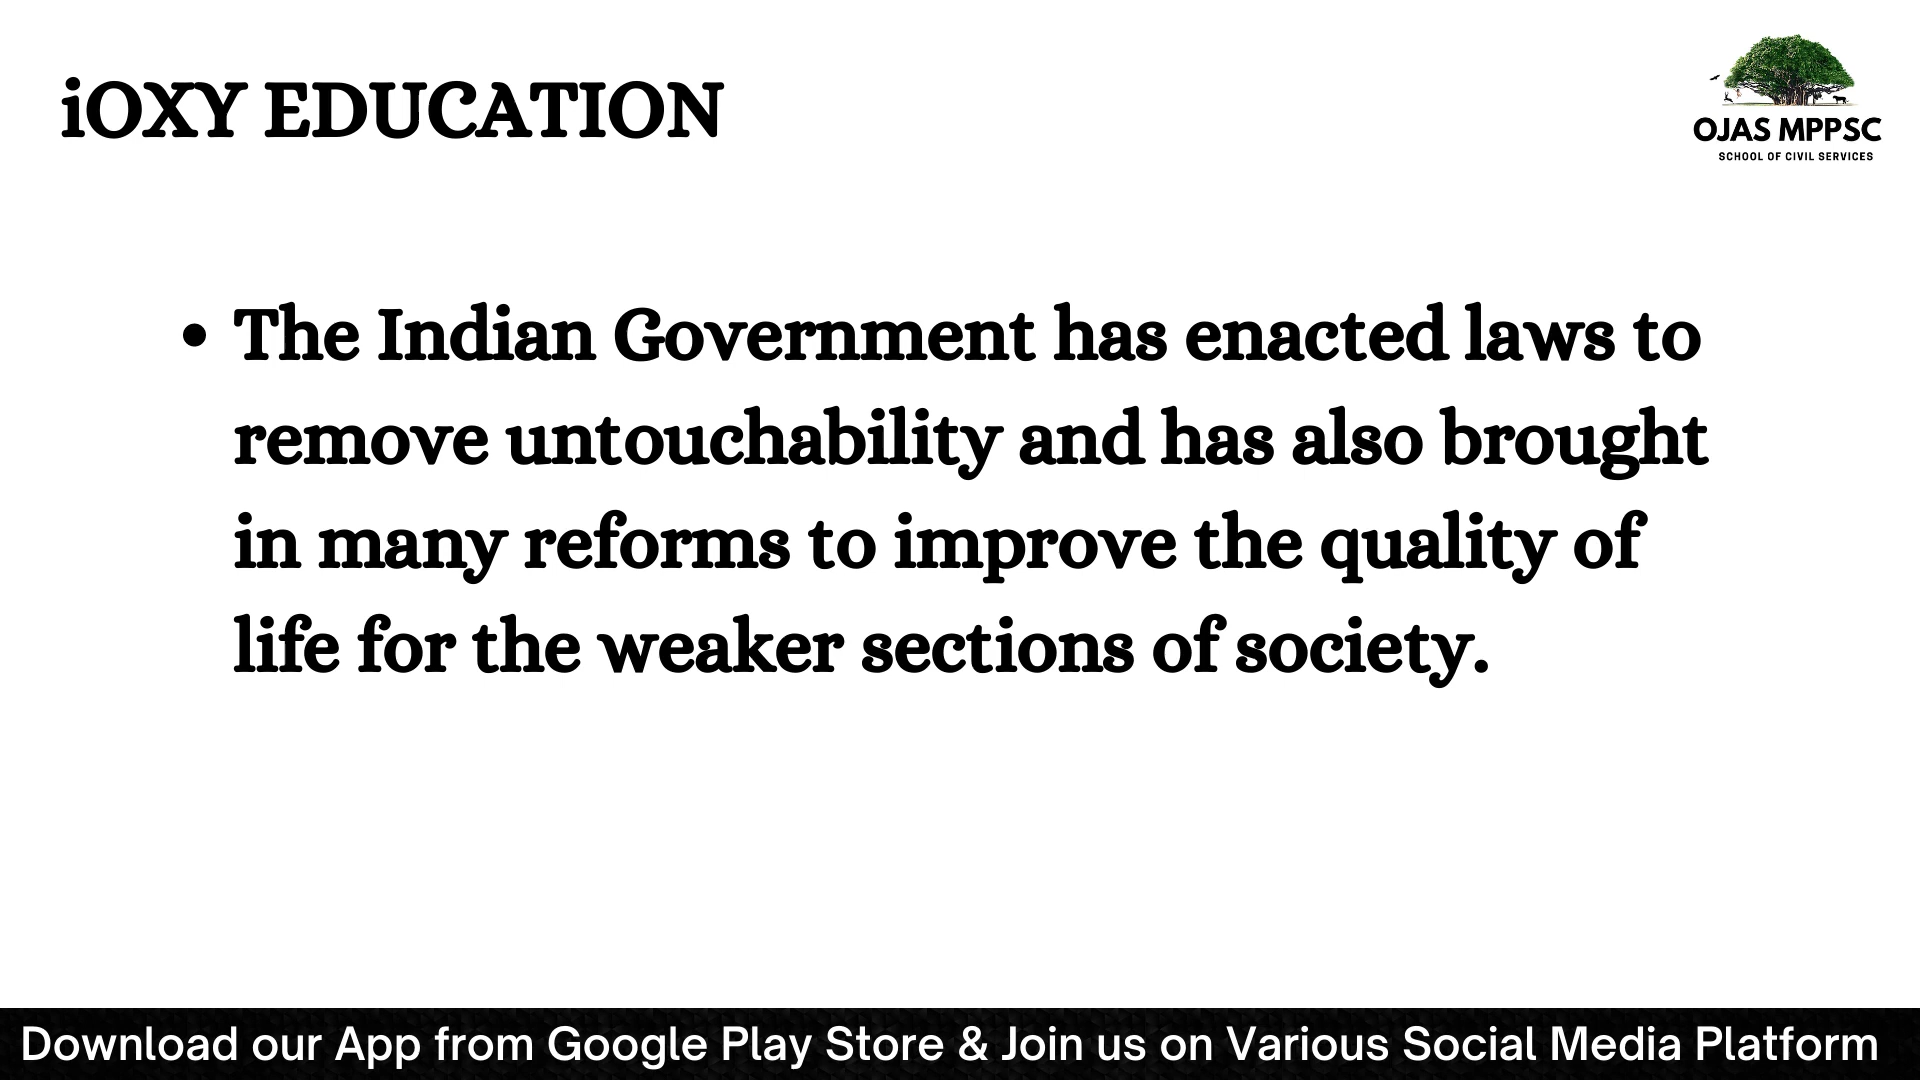 iOXY EDUCATION
OJAS MPPSC
SCHOOL OF CIVIL SERVICES
• The Indian Government has enacted laws to
remove untouchability and has also brought
in many reforms to improve the quality of
life for the weaker sections of society.
Download our App from Google Play Store & Join us on Various Social Media Platform